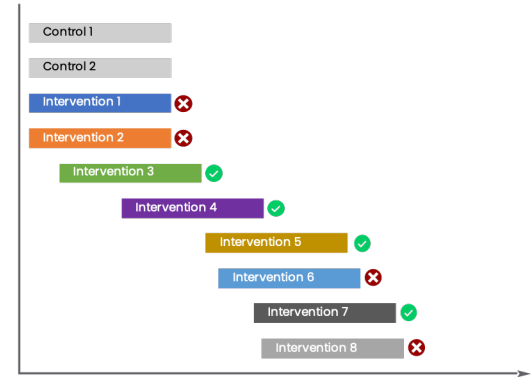 Control 1
Control 2
Intervention 1
Intervention 2
Intervention 3
Intervention 4
Intervention 5
Intervention 6
Intervention 7
Intervention 8